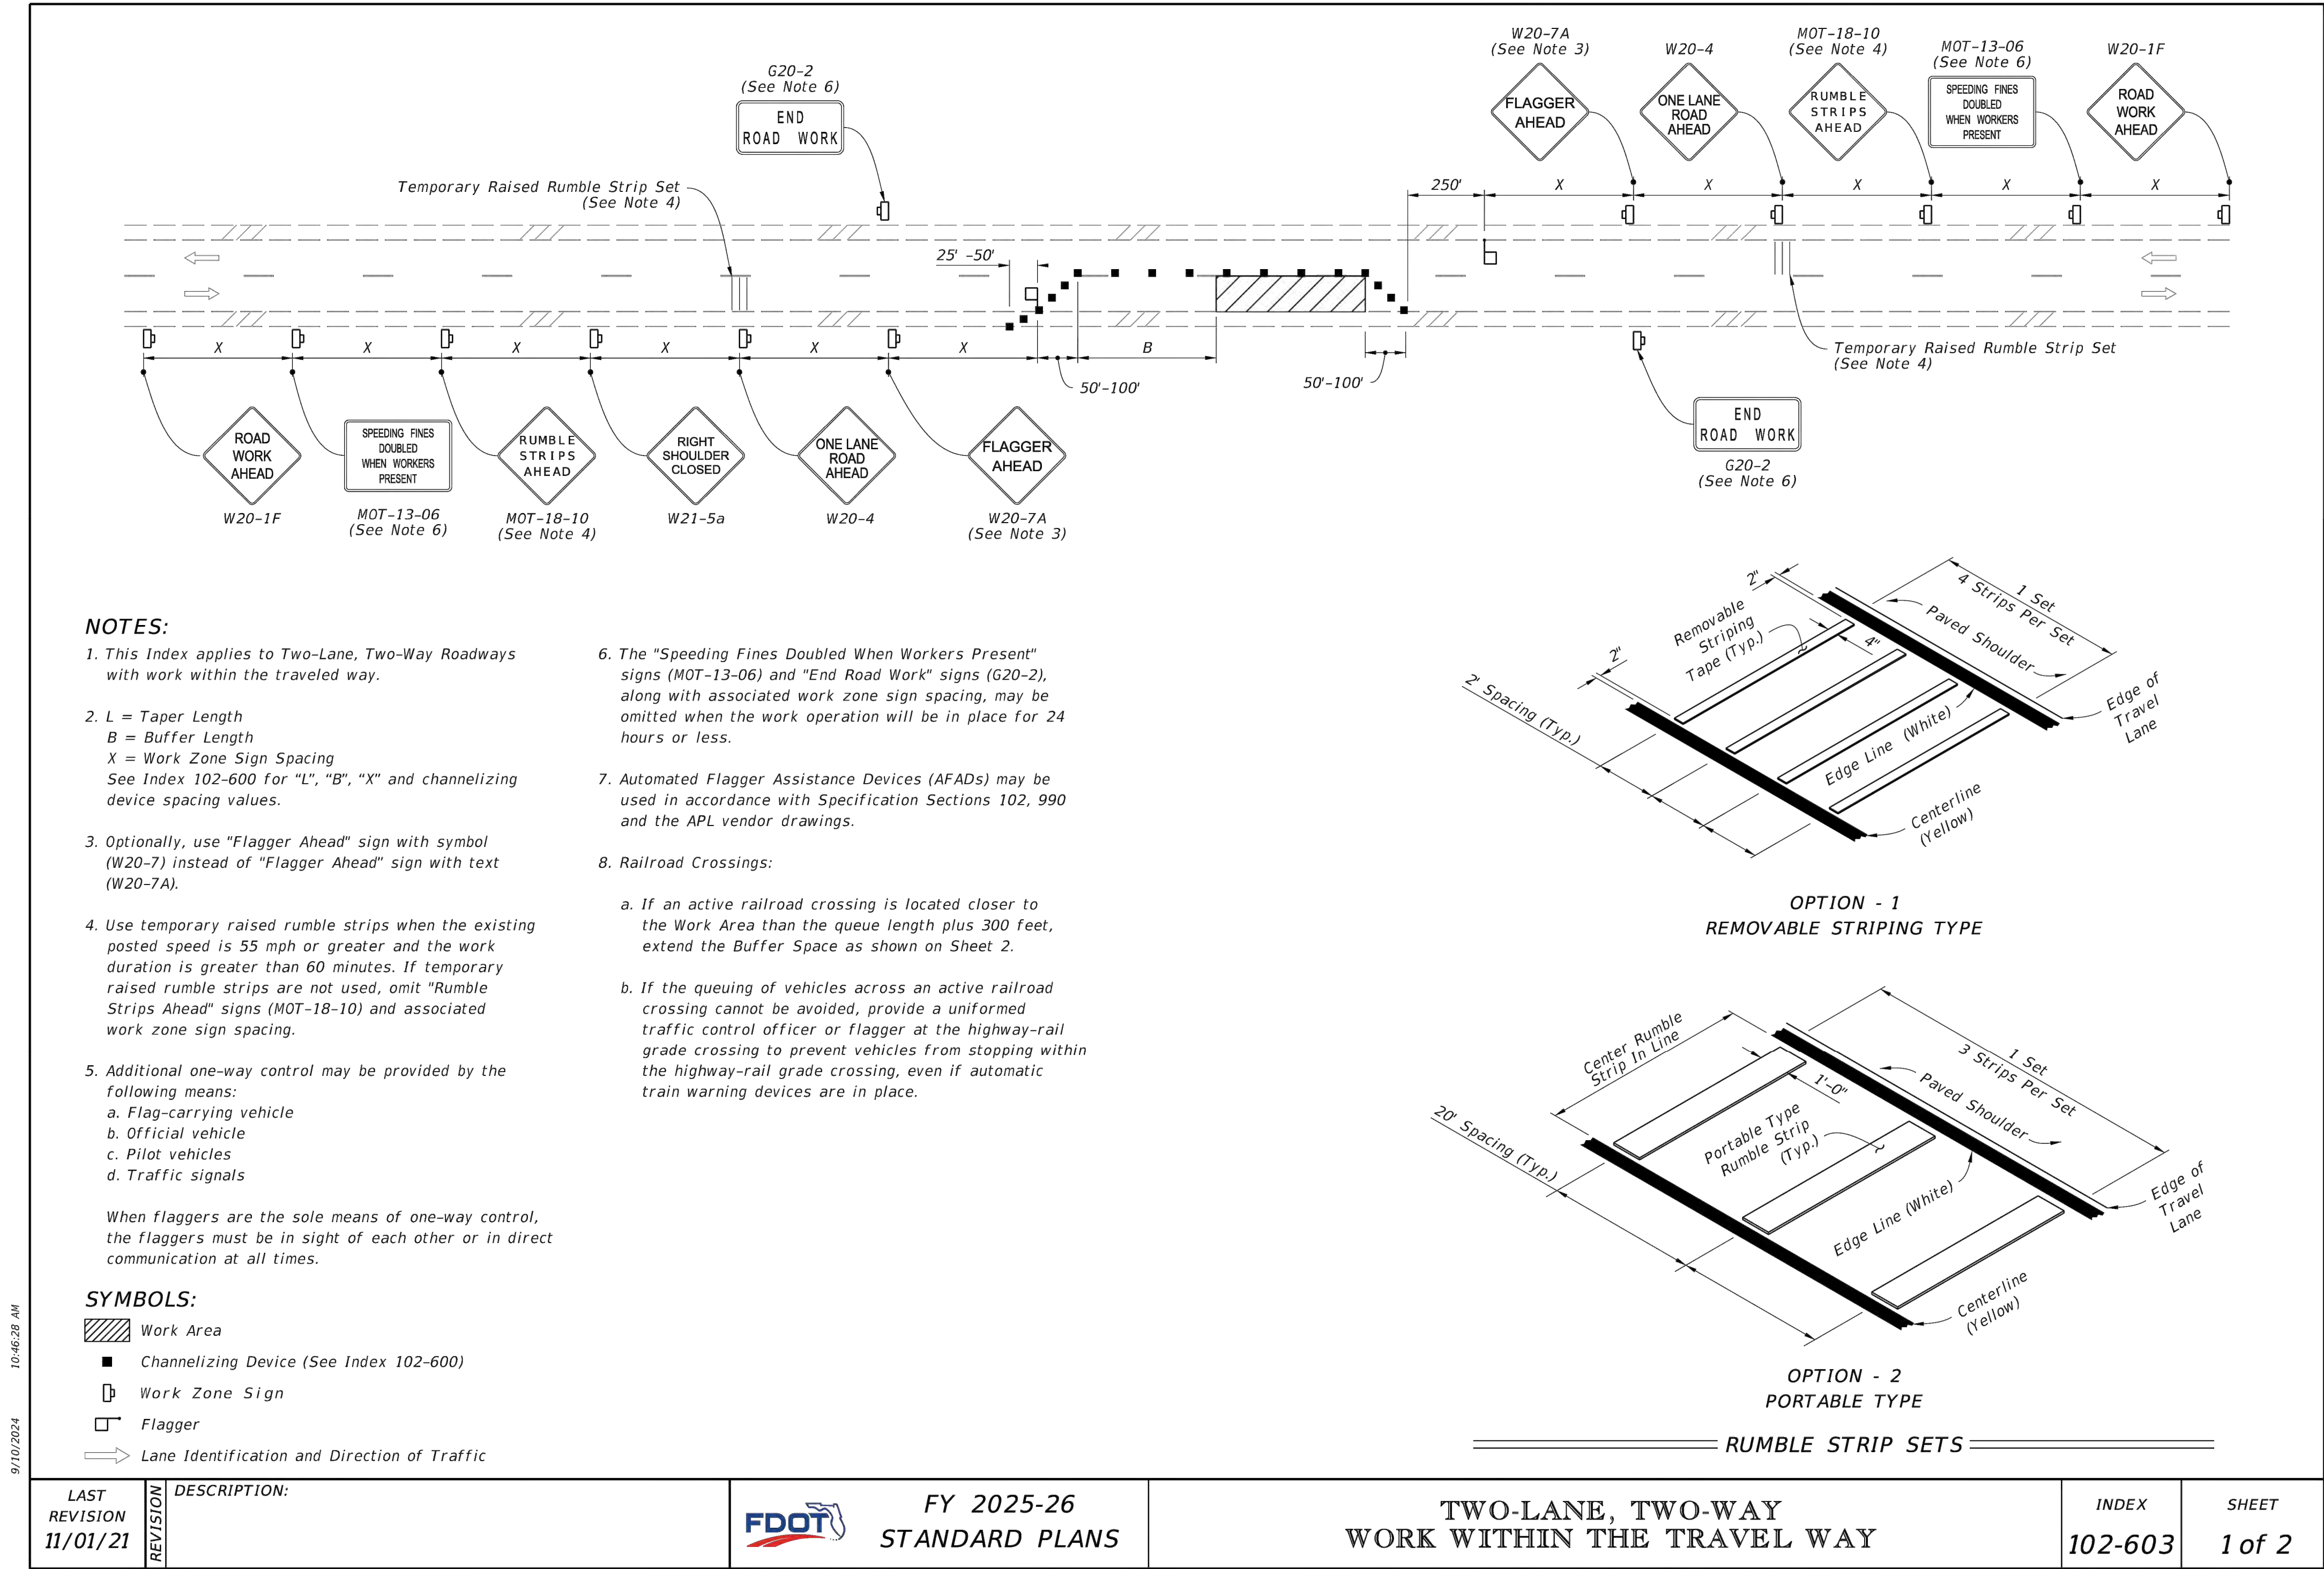 W20-7A
(See Note 3)
W20-4
MOT-18-10
(See Note 4)
MOT-13-06
(See Note 6)
W20-1F
G20-2
(See Note 6)
END
ROAD WORK
FLAGGER
AHEAD
ONE LANE
ROAD
AHEAD
RUMBLE
STRIPS
AHEAD
SPEEDING FINES
DOUBLED
WHEN WORKERS
PRESENT
ROAD
WORK
AHEAD
Temporary Raised Rumble Strip Set
(See Note 4)
250'
X
X
X
X
X
25' -50'
X
X
X
X
X
X
B
50'-100'
50'-100'
Temporary Raised Rumble Strip Set
(See Note 4)
END
ROAD WORK
G20-2
(See Note 6)
ROAD
WORK
AHEAD
W20-1F
SPEEDING FINES
DOUBLED
WHEN WORKERS
PRESENT
MOT-13-06
(See Note 6)
RUMBLE
STRIPS
AHEAD
MOT-18-10
(See Note 4)
RIGHT
SHOULDER
CLOSED
W21-5a
ONE LANE
ROAD
AHEAD
W20-4
FLAGGER
AHEAD
W20-7A
(See Note 3)
NOTES:
1. This Index applies to Two-Lane, Two-Way Roadways
with work within the traveled way.
2. L = Taper Length
B = Buffer Length
X = Work Zone Sign Spacing
See Index 102-600 for “L”, “B”, “X” and channelizing
device spacing values.
3. Optionally, use "Flagger Ahead" sign with symbol
(W20-7) instead of "Flagger Ahead" sign with text
(W20-7A).
4. Use temporary raised rumble strips when the existing
posted speed is 55 mph or greater and the work
duration is greater than 60 minutes. If temporary
raised rumble strips are not used, omit "Rumble
Strips Ahead" signs (MOT-18-10) and associated
work zone sign spacing.
5. Additional one-way control may be provided by the
following means:
a. Flag-carrying vehicle
b. Official vehicle
c. Pilot vehicles
d. Traffic signals
When flaggers are the sole means of one-way control,
the flaggers must be in sight of each other or in direct
communication at all times.
6. The "Speeding Fines Doubled When Workers Present"
signs (MOT-13-06) and "End Road Work" signs (G20-2),
along with associated work zone sign spacing, may be
omitted when the work operation will be in place for 24
hours or less.
7. Automated Flagger Assistance Devices (AFADs) may be
used in accordance with Specification Sections 102, 990
and the APL vendor drawings.
8. Railroad Crossings:
a. If an active railroad crossing is located closer to
the Work Area than the queue length plus 300 feet,
extend the Buffer Space as shown on Sheet 2.
b. If the queuing of vehicles across an active railroad
crossing cannot be avoided, provide a uniformed
traffic control officer or flagger at the highway-rail
grade crossing to prevent vehicles from stopping within
the highway-rail grade crossing, even if automatic
train warning devices are in place.
SYMBOLS:
Work Area
Channelizing Device (See Index 102-600)
Work Zone Sign
Flagger
Lane Identification and Direction of Traffic
2"
2"
Removable
Striping
Tape (Typ.)
4"
1 Set
4 Strips Per Set
Paved Shoulder
2' Spacing (Typ.)
Edge Line (White)
Edge of
Travel
Lane
Centerline
(Yellow)
OPTION - 1
REMOVABLE STRIPING TYPE
Center Rumble
Strip In Line
1'-0"
1 Set
3 Strips Per Set
Paved Shoulder
20' Spacing (Typ.)
Portable Type
Rumble Strip
(Typ.)
Edge Line (White)
Edge of
Travel
Lane
Centerline
(Yellow)
OPTION - 2
PORTABLE TYPE
RUMBLE STRIP SETS
10:46:28 AM
9/10/2024
LAST
REVISION
11/01/21
REVISION
DESCRIPTION:
FDOT
FY 2025-26
STANDARD PLANS
TWO-LANE, TWO-WAY
WORK WITHIN THE TRAVEL WAY
INDEX
102-603
SHEET
1 of 2